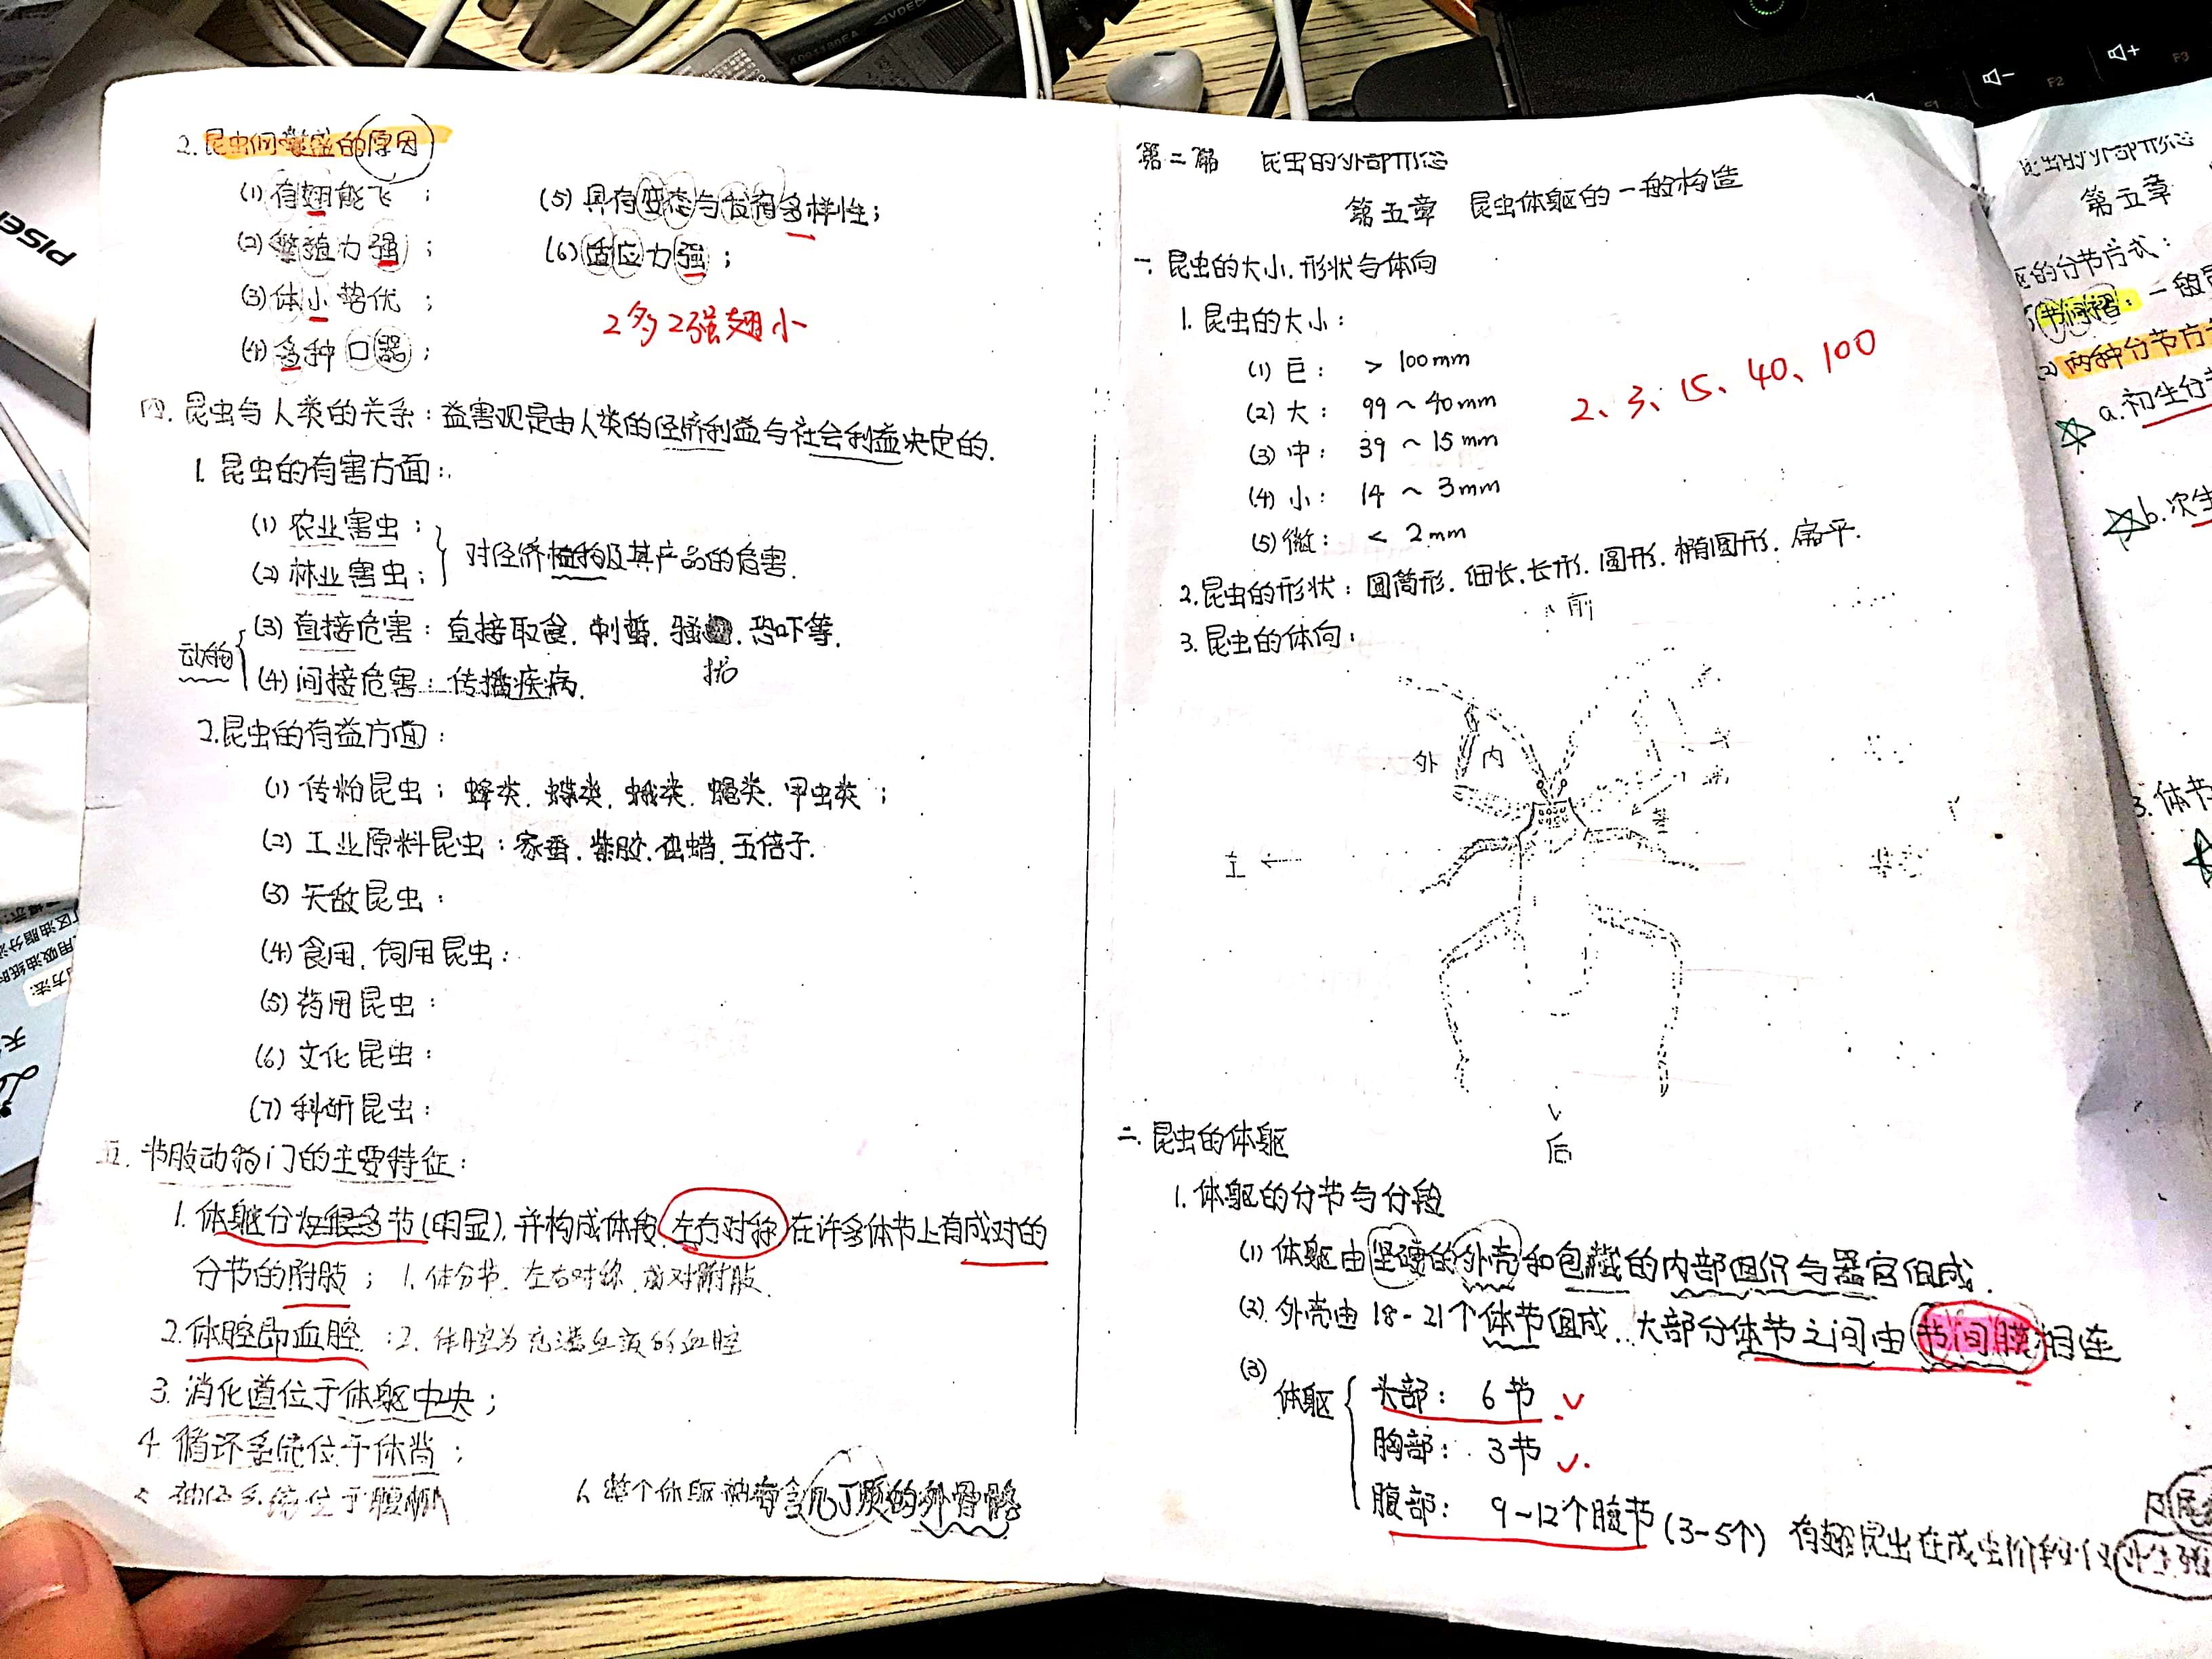 2. 昆虫们繁盛的原因
(1) 有翅能飞；
(2) 繁殖力强；
(3) 体小势优；
(4) 多种口器；
(5) 具有变态与发育多样性；
(6) 适应力强；
2多2强翅小
四. 昆虫与人类的关系：益害观是由人类的经济利益与社会利益决定的.
1. 昆虫的有害方面：
(1) 农业害虫；
(2) 林业害虫；
对经济植物及其产品的危害.
动物
(3) 直接危害：直接取食. 刺蜇. 骚扰. 恐吓等.
(4) 间接危害：传播疾病.
2. 昆虫的有益方面：
(1) 传粉昆虫：蜂类. 蝶类. 蛾类. 蝇类. 甲虫类；
(2) 工业原料昆虫：家蚕. 紫胶. 白蜡. 五倍子.
(3) 天敌昆虫：
(4) 食用. 饲用昆虫：
(5) 药用昆虫：
(6) 文化昆虫：
(7) 科研昆虫：
五. 节肢动物门的主要特征：
1. 体躯分成很多节(明显). 并构成体段. 左右对称 在许多体节上有成对的
分节的附肢；1. 体分节. 左右对称. 成对附肢.
2. 体腔即血腔. :2. 体腔为充满血液的血腔
3. 消化道位于体躯中央；
4. 循环系统位于体背；
5. 神经系统位于腹侧
6. 整个体躯被有含几丁质的外骨骼
第二篇 昆虫的外部形态
第五章 昆虫体躯的一般构造
一. 昆虫的大小. 形状与体向
1. 昆虫的大小：
(1) 巨： > 100mm
(2) 大： 99 ~ 40mm
(3) 中： 39 ~ 15mm
(4) 小： 14 ~ 3mm
(5) 微： < 2mm
2、3、15、40、100
2. 昆虫的形状：圆筒形. 细长. 长形. 圆形. 椭圆形. 扁平.
3. 昆虫的体向：
前
外
内
后
二. 昆虫的体躯
1. 体躯的分节与分段
(1) 体躯由坚硬的外壳和包藏的内部组织与器官组成.
(2) 外壳由18-21个体节组成. 大部分体节之间由节间膜相连
(3) 体躯
头部： 6节
胸部： 3节
腹部： 9~12个腹节(3~5个) 有翅昆虫在成虫阶段仅
昆虫的外部形态
第五章
躯的分节方式：
节间褶：一般
两种分节方
a. 初生分
b. 次生
3. 体节
F1
F2
F3